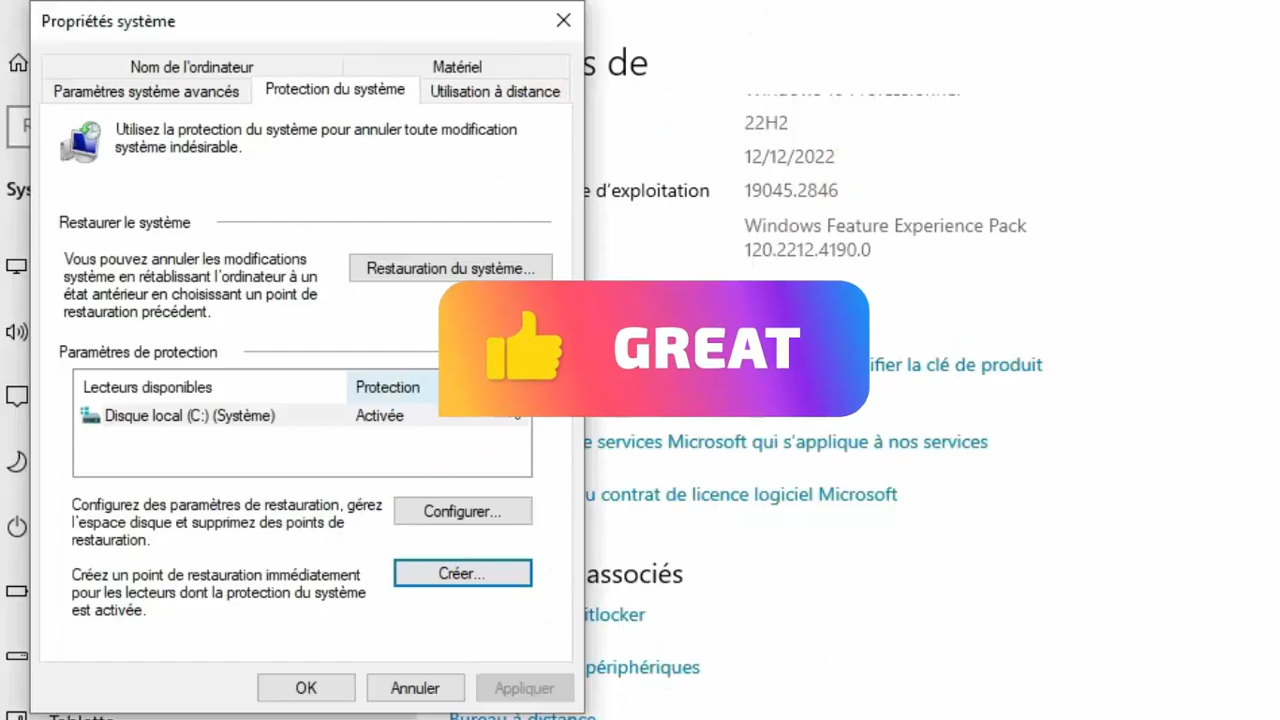 Propriétés système
Nom de l'ordinateur
Matériel
Paramètres système avancés
Protection du système
Utilisation à distance
Utilisez la protection du système pour annuler toute modification
système indésirable.
Restaurer le système
Vous pouvez annuler les modifications
système en rétablissant l'ordinateur à un
état antérieur en choisissant un point de
restauration précédent.
Restauration du système...
Paramètres de protection
Lecteurs disponibles
Protection
Disque local (C:) (Système)
Activée
Configurez des paramètres de restauration, gérez
l'espace disque et supprimez des points de
restauration.
Configurer...
Créez un point de restauration immédiatement
pour les lecteurs dont la protection du système
est activée.
Créer...
OK
Annuler
Appliquer
GREAT
s de
22H2
12/12/2022
e d'exploitation
19045.2846
Windows Feature Experience Pack
120.2212.4190.0
ifier la clé de produit
e services Microsoft qui s'applique à nos services
u contrat de licence logiciel Microsoft
associés
itlocker
périphériques
Bureau à distance
Sys
Tablette